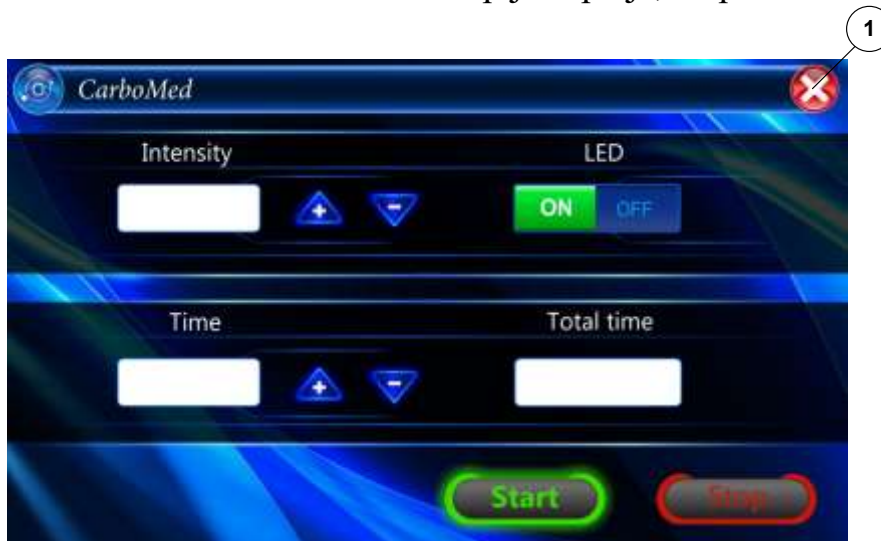 1
CarboMed
Intensity LED
+ - ON OFF
Time Total time
+ -
Start Stop